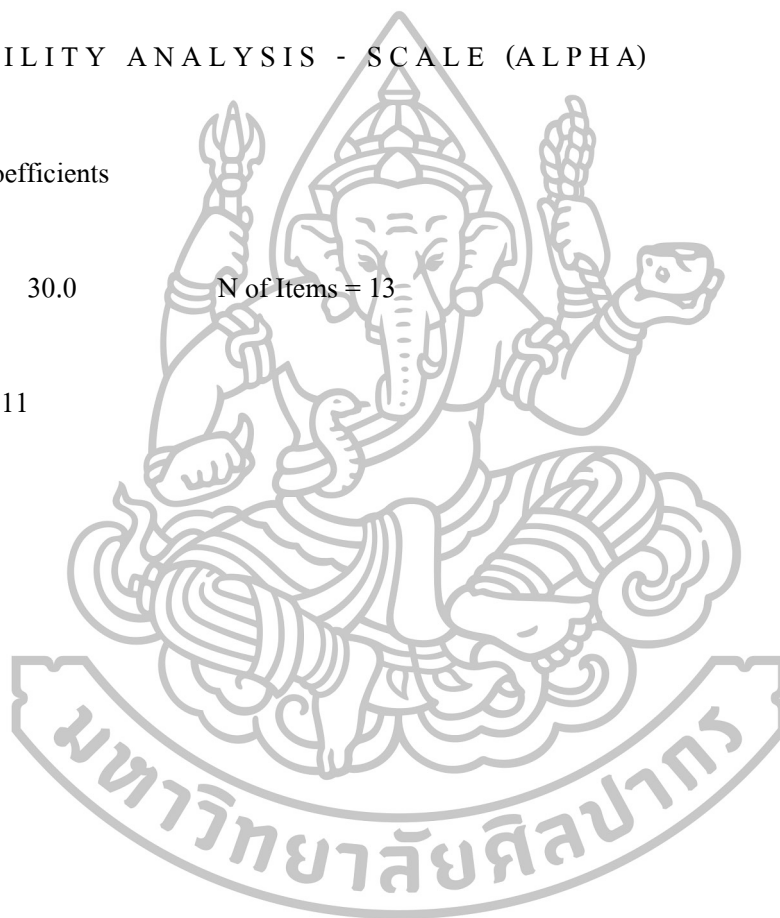 ILITY ANALYSIS - SCALE (ALPHA)
oefficients
30.0 N of Items = 13
11
มหาวิทยาลัยศิลปากร